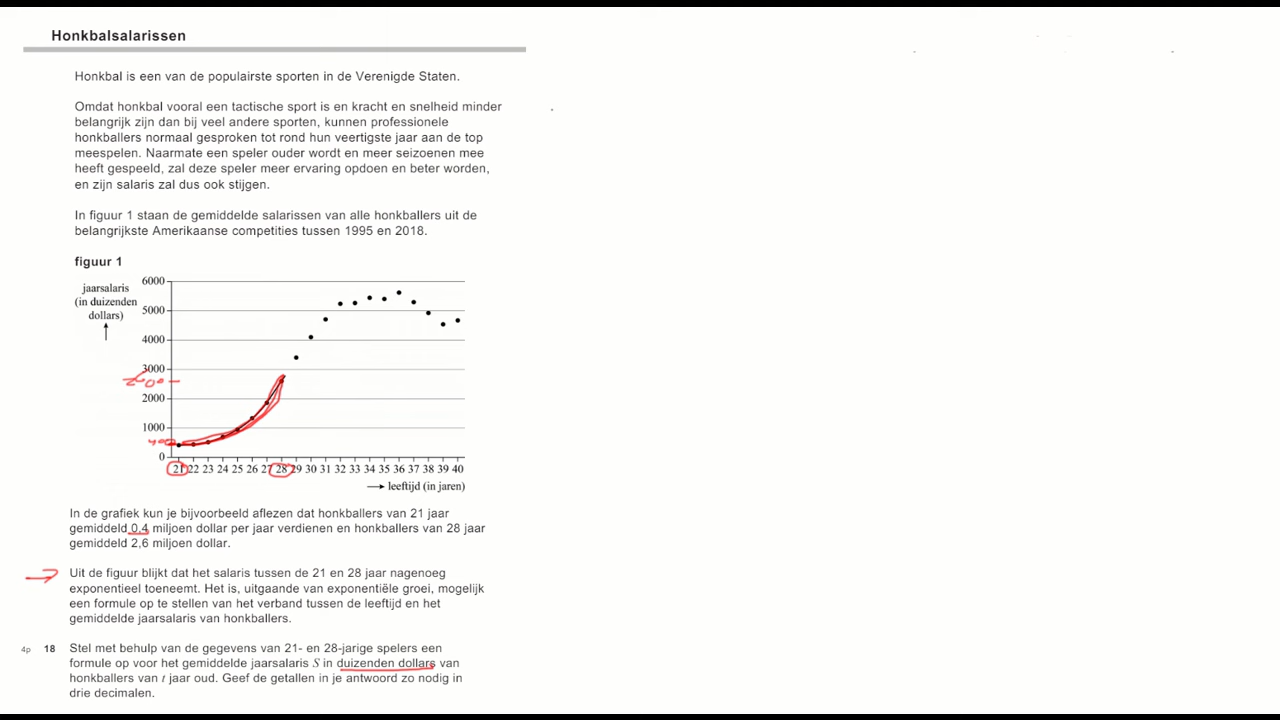 Honkbalsalarissen
Honkbal is een van de populairste sporten in de Verenigde Staten.
Omdat honkbal vooral een tactische sport is en kracht en snelheid minder
belangrijk zijn dan bij veel andere sporten, kunnen professionele
honkballers normaal gesproken tot rond hun veertigste jaar aan de top
meespelen. Naarmate een speler ouder wordt en meer seizoenen mee
heeft gespeeld, zal deze speler meer ervaring opdoen en beter worden,
en zijn salaris zal dus ook stijgen.
In figuur 1 staan de gemiddelde salarissen van alle honkballers uit de
belangrijkste Amerikaanse competities tussen 1995 en 2018.
figuur 1
jaarsalaris
(in duizenden
dollars)
6000
5000
4000
3000
2600
2000
1000
400
0
21 22 23 24 25 26 27 28 29 30 31 32 33 34 35 36 37 38 39 40
leeftijd (in jaren)
In de grafiek kun je bijvoorbeeld aflezen dat honkballers van 21 jaar
gemiddeld 0,4 miljoen dollar per jaar verdienen en honkballers van 28 jaar
gemiddeld 2,6 miljoen dollar.
Uit de figuur blijkt dat het salaris tussen de 21 en 28 jaar nagenoeg
exponentieel toeneemt. Het is, uitgaande van exponentiële groei, mogelijk
een formule op te stellen van het verband tussen de leeftijd en het
gemiddelde jaarsalaris van honkballers.
4p 18 Stel met behulp van de gegevens van 21- en 28-jarige spelers een
formule op voor het gemiddelde jaarsalaris S in duizenden dollars van
honkballers van t jaar oud. Geef de getallen in je antwoord zo nodig in
drie decimalen.